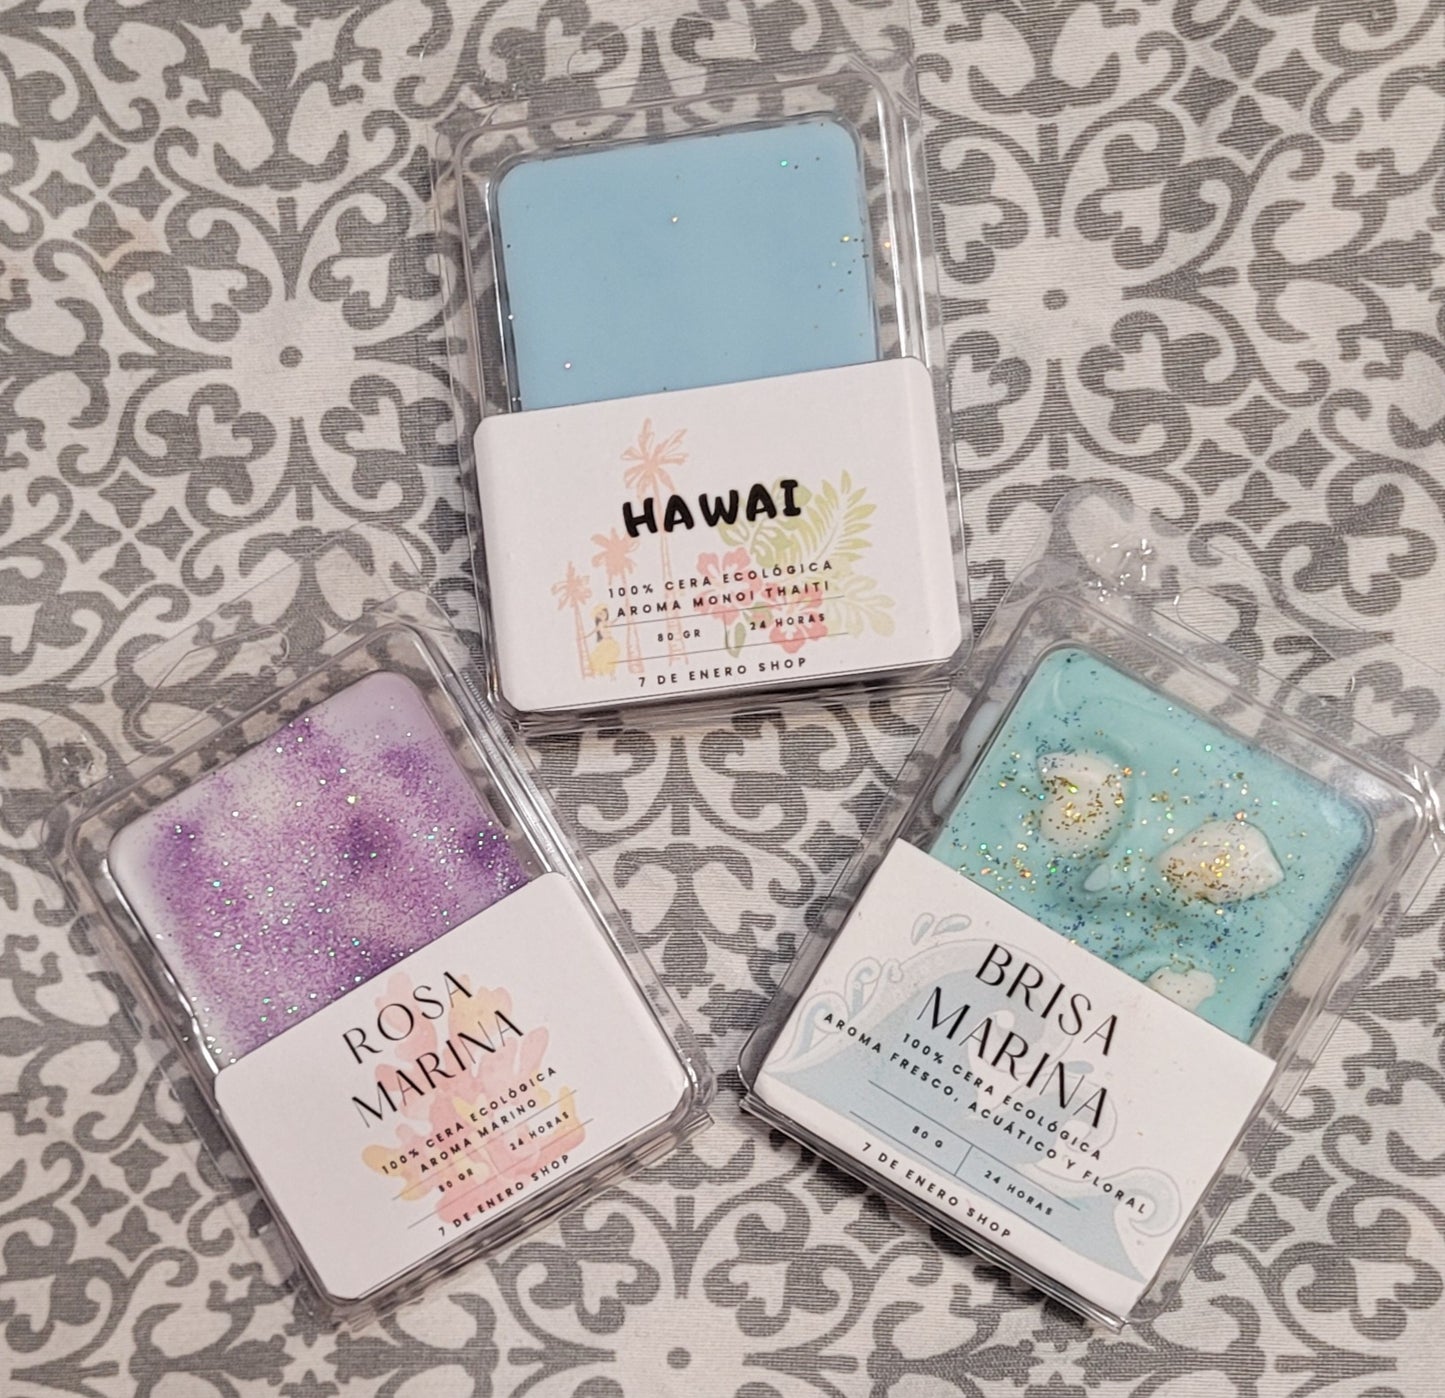 HAWAI
100% CERA ECOLÓGICA
AROMA MONOI THAITI
80 GR
24 HORAS
7 DE ENERO SHOP
ROSA
MARINA
100% CERA ECOLÓGICA
AROMA MARINO
80 GR
24 HORAS
7 DE ENERO SHOP
BRISA
MARINA
100% CERA ECOLÓGICA
AROMA FRESCO, ACUÁTICO Y FLORAL
80 G
24 HORAS
7 DE ENERO SHOP